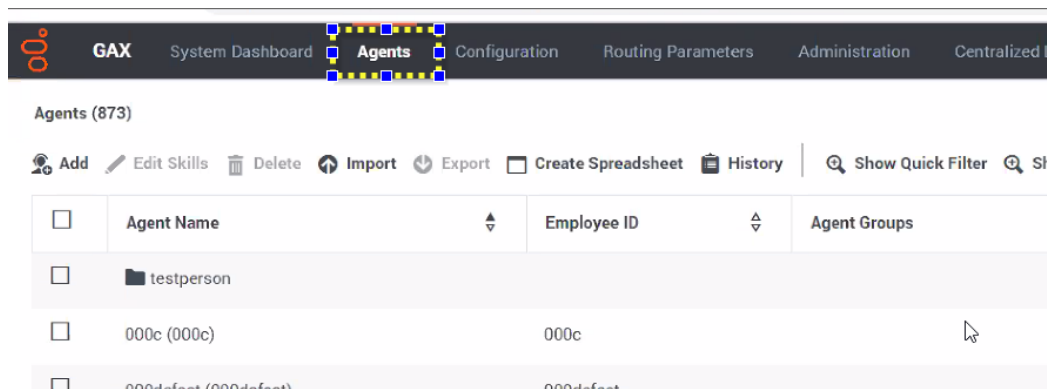 GAX System Dashboard Agents Configuration Routing Parameters Administration Centralized
Agents (873)
Add Edit Skills Delete Import Export Create Spreadsheet History Show Quick Filter
Agent Name Employee ID Agent Groups
testperson
000c (000c) 000c